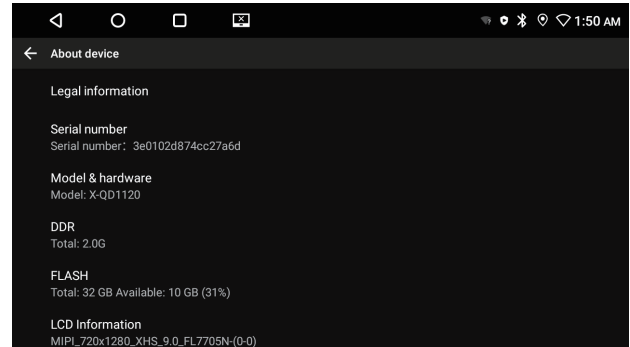 1:50 AM
About device
Legal information
Serial number
Serial number： 3e0102d874cc27a6d
Model & hardware
Model: X-QD1120
DDR
Total: 2.0G
FLASH
Total: 32 GB Available: 10 GB (31%)
LCD Information
MIPI_720x1280_XHS_9.0_FL7705N-(0-0)